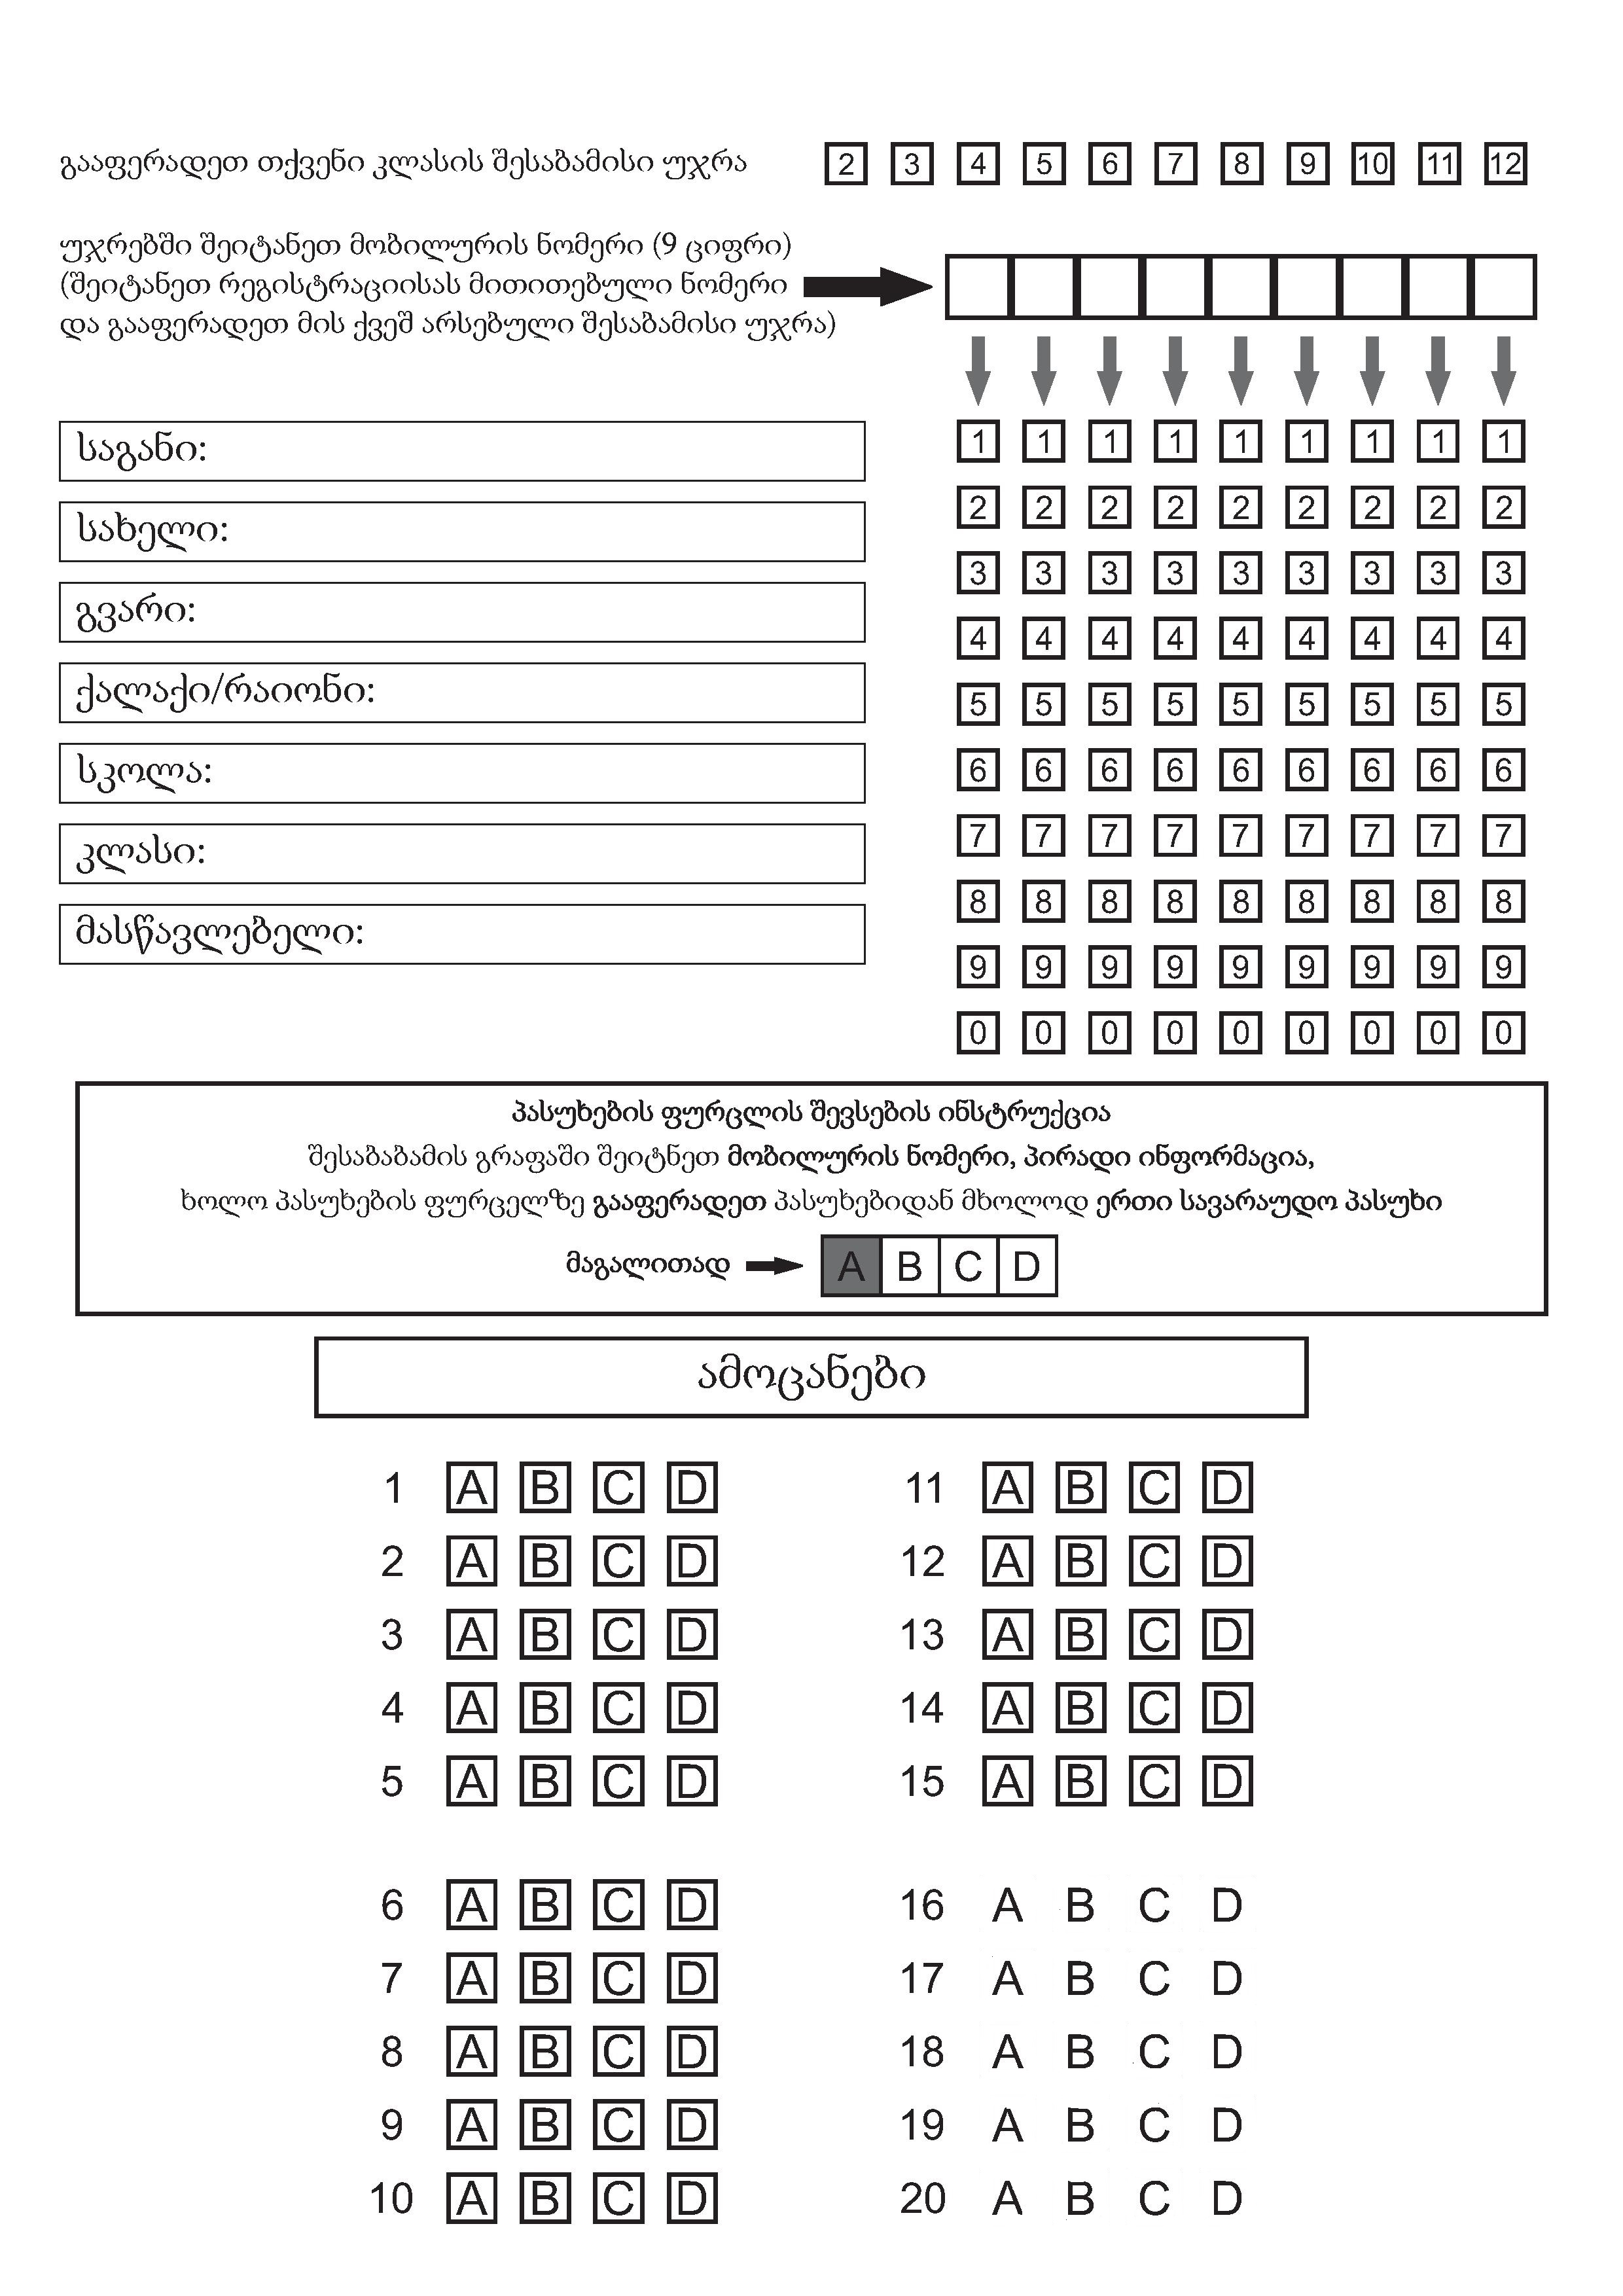 გააფერადეთ თქვენი კლასის შესაბამისი უჯრა 2 3 4 5 6 7 8 9 10 11 12
უჯრებში შეიტანეთ მობილურის ნომერი (9 ციფრი)
(შეიტანეთ რეგისტრაციისას მითითებული ნომერი
და გააფერადეთ მის ქვეშ არსებული შესაბამისი უჯრა)
საგანი:
სახელი:
გვარი:
ქალაქი/რაიონი:
სკოლა:
კლასი:
მასწავლებელი:
1 1 1 1 1 1 1 1 1
2 2 2 2 2 2 2 2 2
3 3 3 3 3 3 3 3 3
4 4 4 4 4 4 4 4 4
5 5 5 5 5 5 5 5 5
6 6 6 6 6 6 6 6 6
7 7 7 7 7 7 7 7 7
8 8 8 8 8 8 8 8 8
9 9 9 9 9 9 9 9 9
0 0 0 0 0 0 0 0 0
პასუხების ფურცლის შევსების ინსტრუქცია
შესაბაბამის გრაფაში შეიტნეთ მობილურის ნომერი, პირადი ინფორმაცია,
ხოლო პასუხების ფურცელზე გააფერადეთ პასუხებიდან მხოლოდ ერთი სავარაუდო პასუხი
მაგალითად A B C D
ამოცანები
1 A B C D
2 A B C D
3 A B C D
4 A B C D
5 A B C D
6 A B C D
7 A B C D
8 A B C D
9 A B C D
10 A B C D
11 A B C D
12 A B C D
13 A B C D
14 A B C D
15 A B C D
16 A B C D
17 A B C D
18 A B C D
19 A B C D
20 A B C D